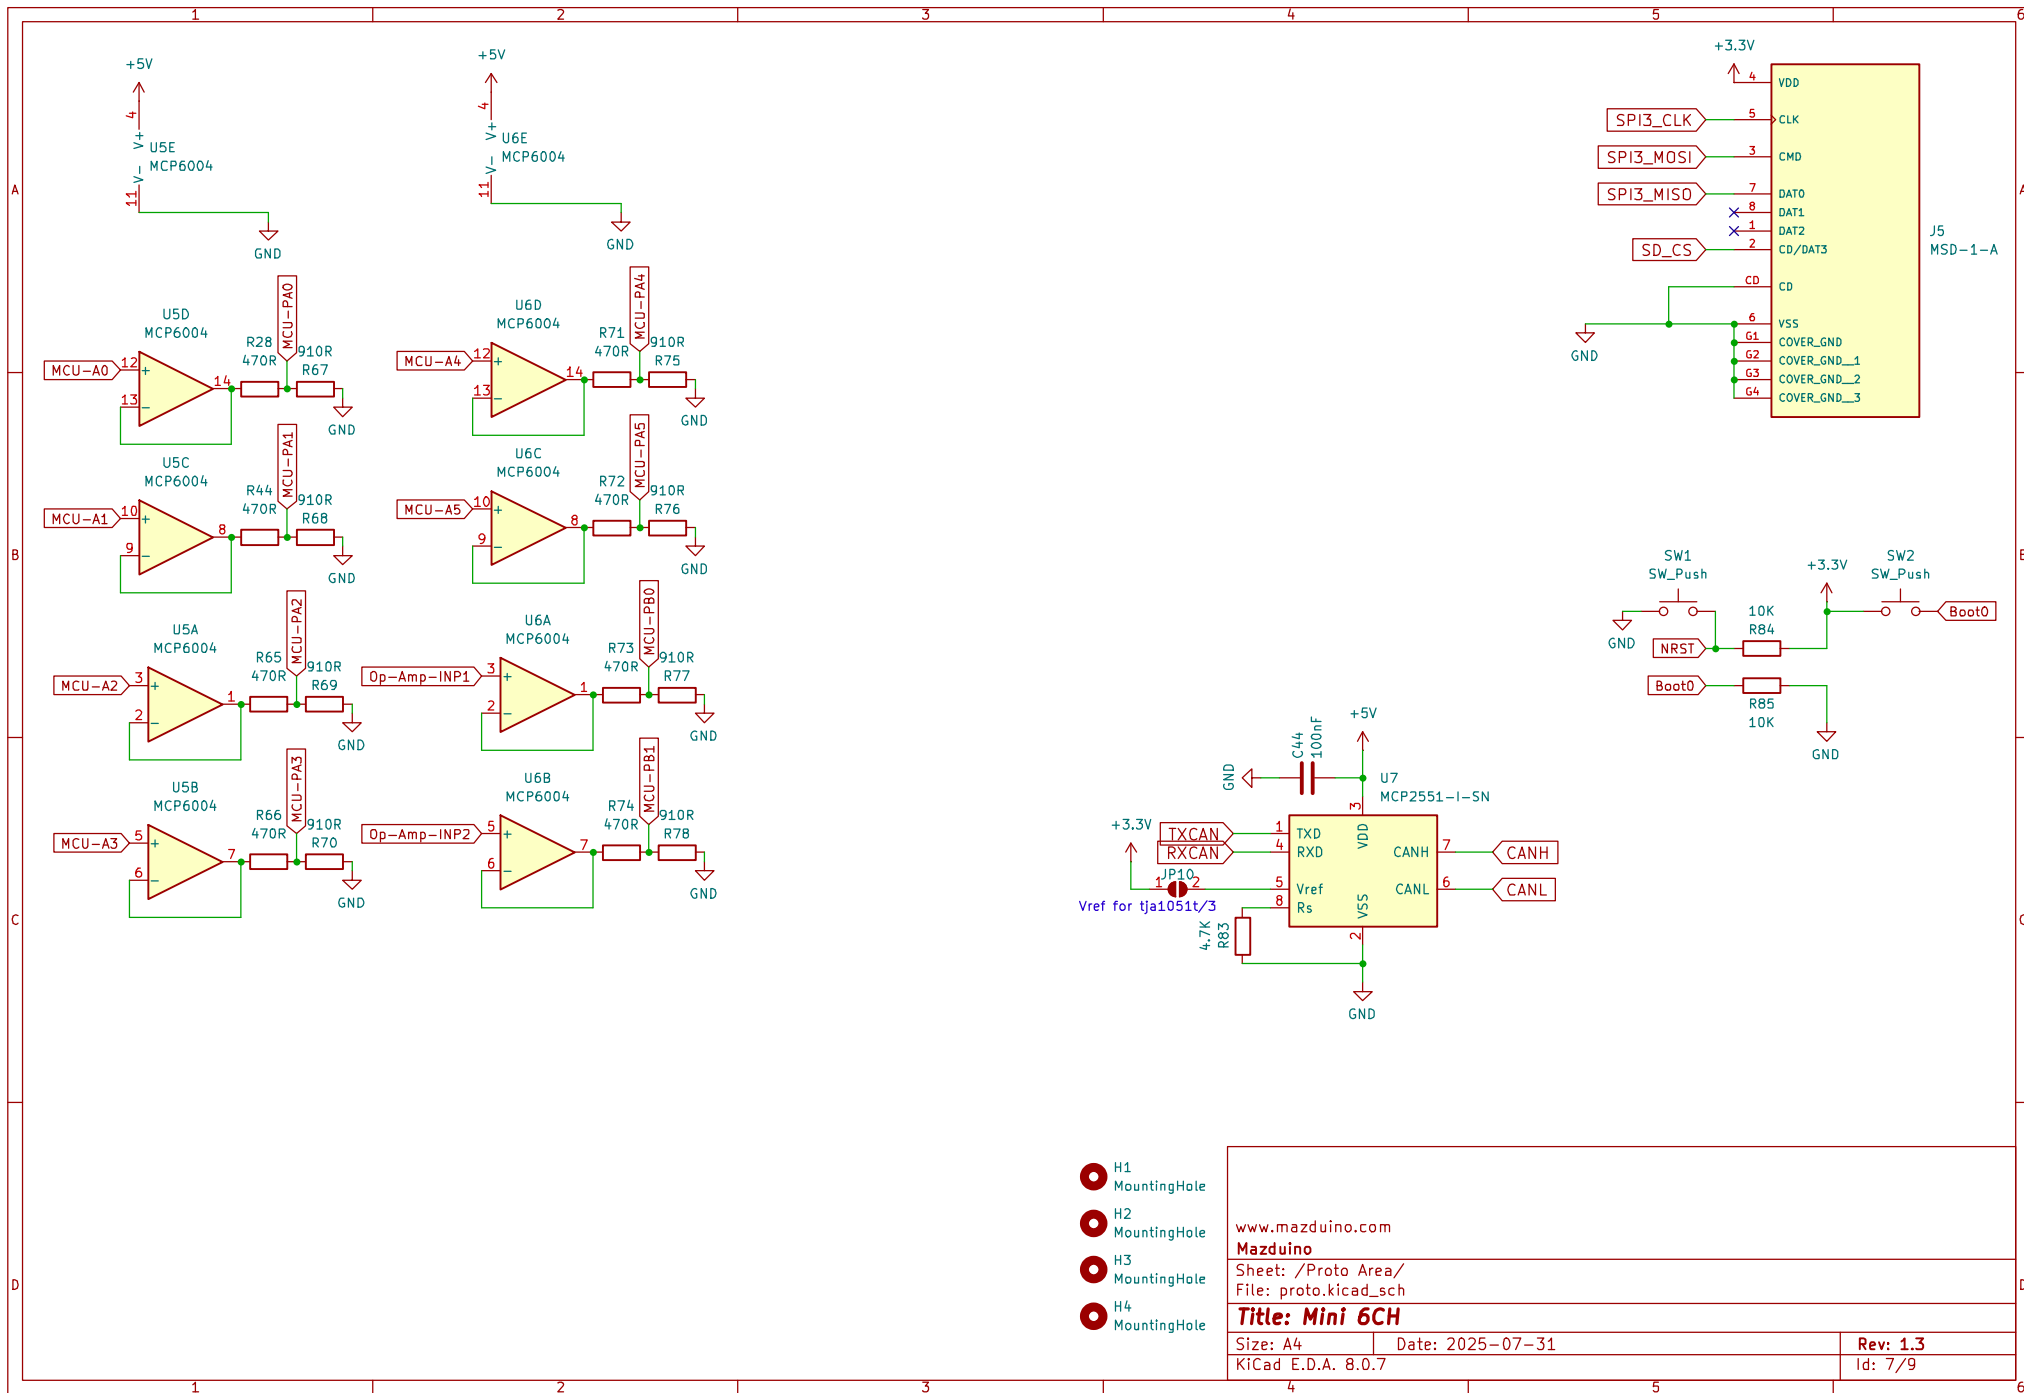 1 2 3 4 5 6
A
B
C
D
+5V
4
V+
U5E
MCP6004
V-
11
GND
+5V
4
V+
U6E
MCP6004
V-
11
GND
MCU-PA0
U5D
MCP6004
R28
470R
910R
R67
MCU-A0
12
+
13
-
14
GND
MCU-PA1
U5C
MCP6004
R44
470R
910R
R68
MCU-A1
10
+
9
-
8
GND
MCU-PA2
U5A
MCP6004
R65
470R
910R
R69
MCU-A2
3
+
2
-
1
GND
MCU-PA3
U5B
MCP6004
R66
470R
910R
R70
MCU-A3
5
+
6
-
7
GND
MCU-PA4
U6D
MCP6004
R71
470R
910R
R75
MCU-A4
12
+
13
-
14
GND
MCU-PA5
U6C
MCP6004
R72
470R
910R
R76
MCU-A5
10
+
9
-
8
GND
MCU-PB0
U6A
MCP6004
R73
470R
910R
R77
Op-Amp-INP1
3
+
2
-
1
GND
MCU-PB1
U6B
MCP6004
R74
470R
910R
R78
Op-Amp-INP2
5
+
6
-
7
GND
+3.3V
4 VDD
SPI3_CLK 5 CLK
SPI3_MOSI 3 CMD
SPI3_MISO 7 DAT0
8 DAT1
1 DAT2
SD_CS 2 CD/DAT3
CD CD
6 VSS
G1 COVER_GND
G2 COVER_GND__1
G3 COVER_GND__2
G4 COVER_GND__3
GND
J5
MSD-1-A
SW1
SW_Push
GND
10K
R84
NRST
+3.3V
SW2
SW_Push
Boot0
Boot0
R85
10K
GND
+5V
C44
100nF
GND
U7
MCP2551-I-SN
3
VDD
TXCAN 1 TXD
RXCAN 4 RXD
+3.3V
JP10
1 2
5 Vref
8 Rs
Vref for tja1051t/3
4.7K
R83
CANH 7 CANH
CANL 6 CANL
VSS
2
GND
H1
MountingHole
H2
MountingHole
H3
MountingHole
H4
MountingHole
www.mazduino.com
Mazduino
Sheet: /Proto Area/
File: proto.kicad_sch
Title: Mini 6CH
Size: A4 Date: 2025-07-31 Rev: 1.3
KiCad E.D.A. 8.0.7 Id: 7/9
A
B
C
D
1 2 3 4 5 6